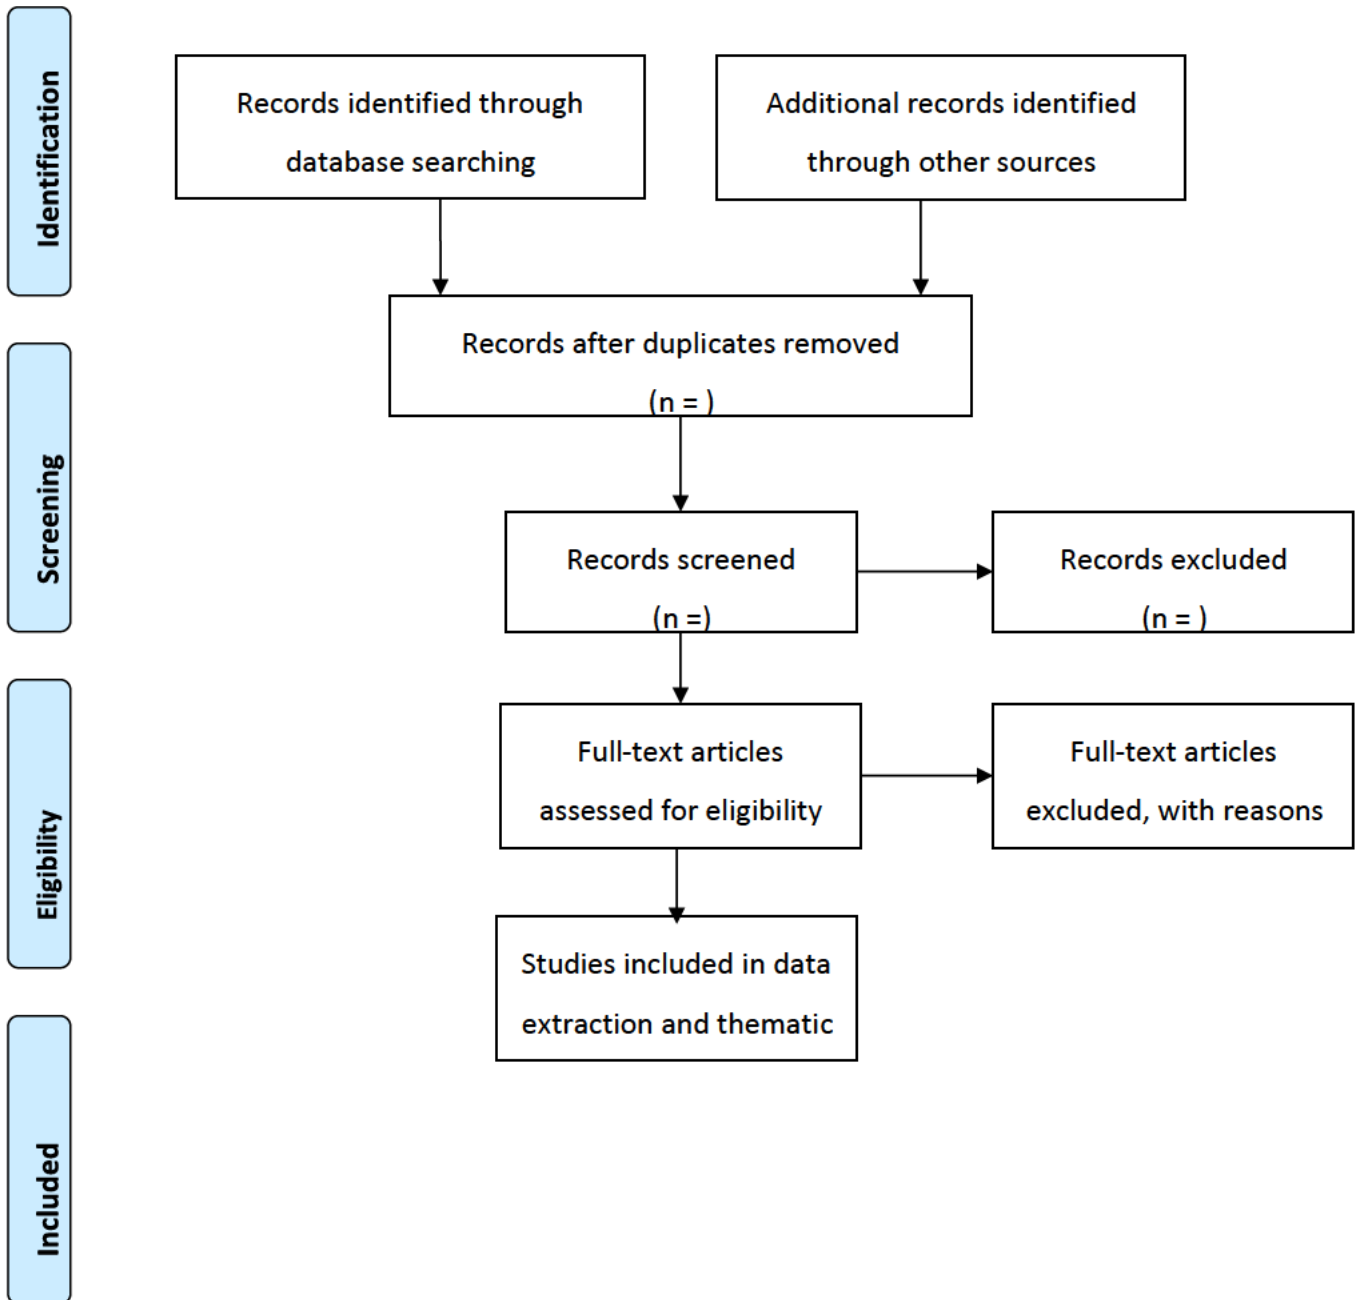 Identification
Records identified through
database searching
Additional records identified
through other sources
Records after duplicates removed
(n = )
Screening
Records screened
(n =)
Records excluded
(n = )
Eligibility
Full-text articles
assessed for eligibility
Full-text articles
excluded, with reasons
Studies included in data
extraction and thematic
Included